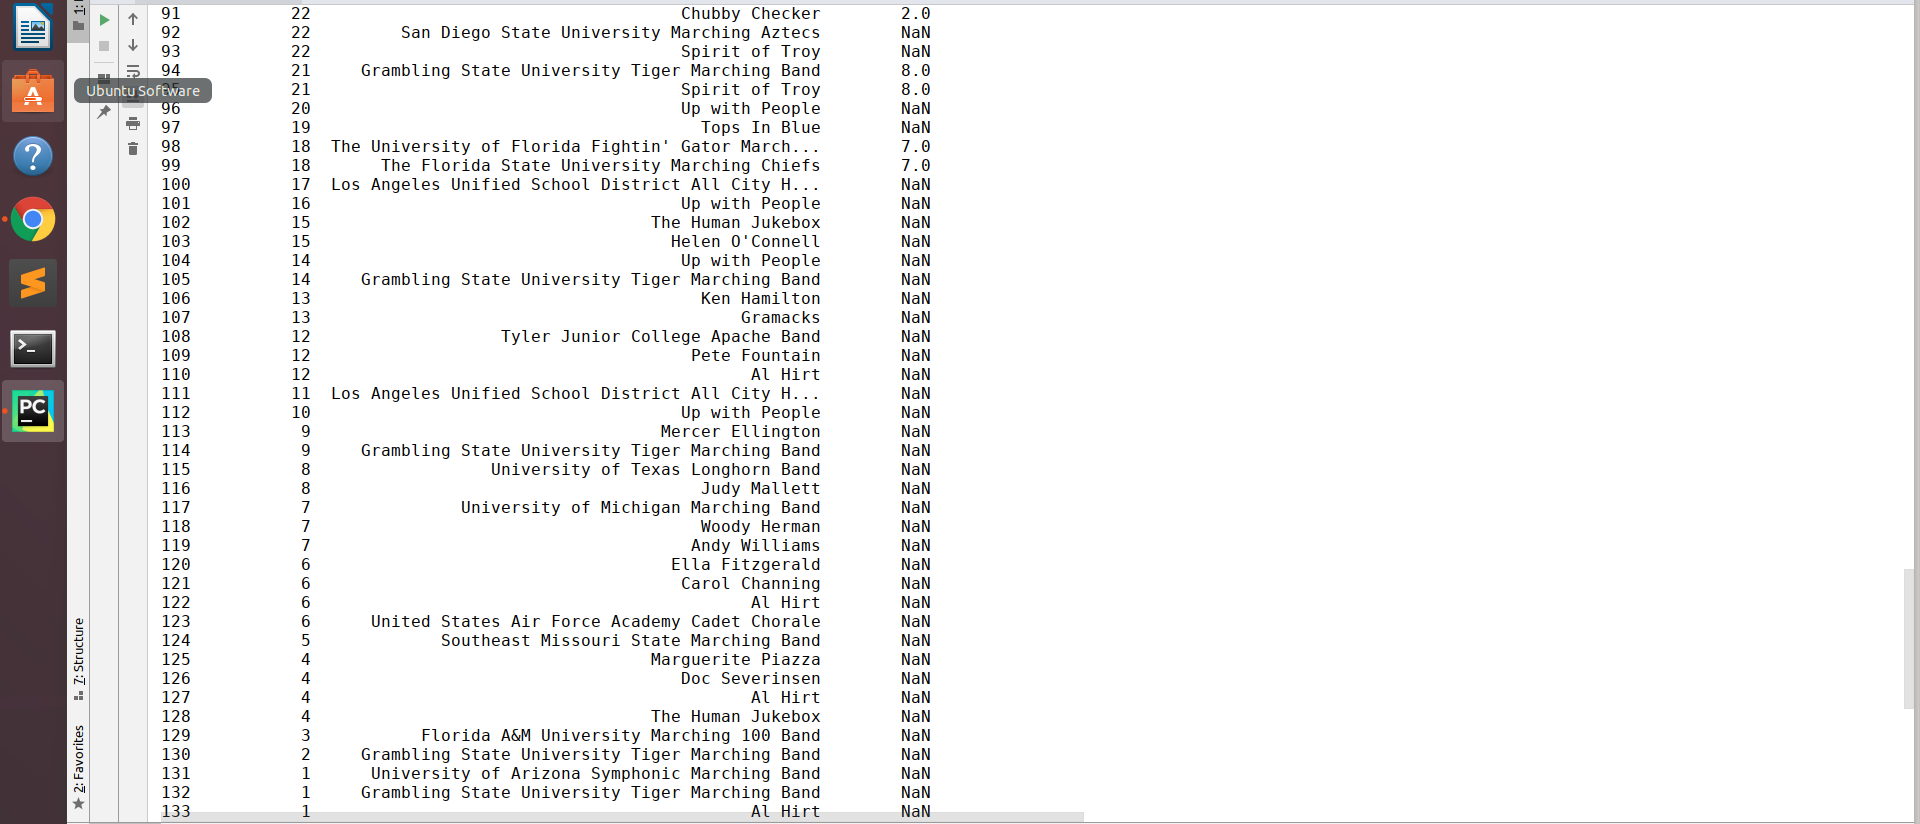 91 22 Chubby Checker 2.0
92 22 San Diego State University Marching Aztecs NaN
93 22 Spirit of Troy NaN
94 21 Grambling State University Tiger Marching Band 8.0
Ubuntu Software
21 Spirit of Troy 8.0
96 20 Up with People NaN
97 19 Tops In Blue NaN
98 18 The University of Florida Fightin' Gator March... 7.0
99 18 The Florida State University Marching Chiefs 7.0
100 17 Los Angeles Unified School District All City H... NaN
101 16 Up with People NaN
102 15 The Human Jukebox NaN
103 15 Helen O'Connell NaN
104 14 Up with People NaN
105 14 Grambling State University Tiger Marching Band NaN
106 13 Ken Hamilton NaN
107 13 Gramacks NaN
108 12 Tyler Junior College Apache Band NaN
109 12 Pete Fountain NaN
110 12 Al Hirt NaN
111 11 Los Angeles Unified School District All City H... NaN
112 10 Up with People NaN
113 9 Mercer Ellington NaN
114 9 Grambling State University Tiger Marching Band NaN
115 8 University of Texas Longhorn Band NaN
116 8 Judy Mallett NaN
117 7 University of Michigan Marching Band NaN
118 7 Woody Herman NaN
119 7 Andy Williams NaN
120 6 Ella Fitzgerald NaN
121 6 Carol Channing NaN
122 6 Al Hirt NaN
123 6 United States Air Force Academy Cadet Chorale NaN
124 5 Southeast Missouri State Marching Band NaN
125 4 Marguerite Piazza NaN
126 4 Doc Severinsen NaN
127 4 Al Hirt NaN
128 4 The Human Jukebox NaN
129 3 Florida A&M University Marching 100 Band NaN
130 2 Grambling State University Tiger Marching Band NaN
131 1 University of Arizona Symphonic Marching Band NaN
132 1 Grambling State University Tiger Marching Band NaN
133 1 Al Hirt NaN
7: Structure
2: Favorites
PC